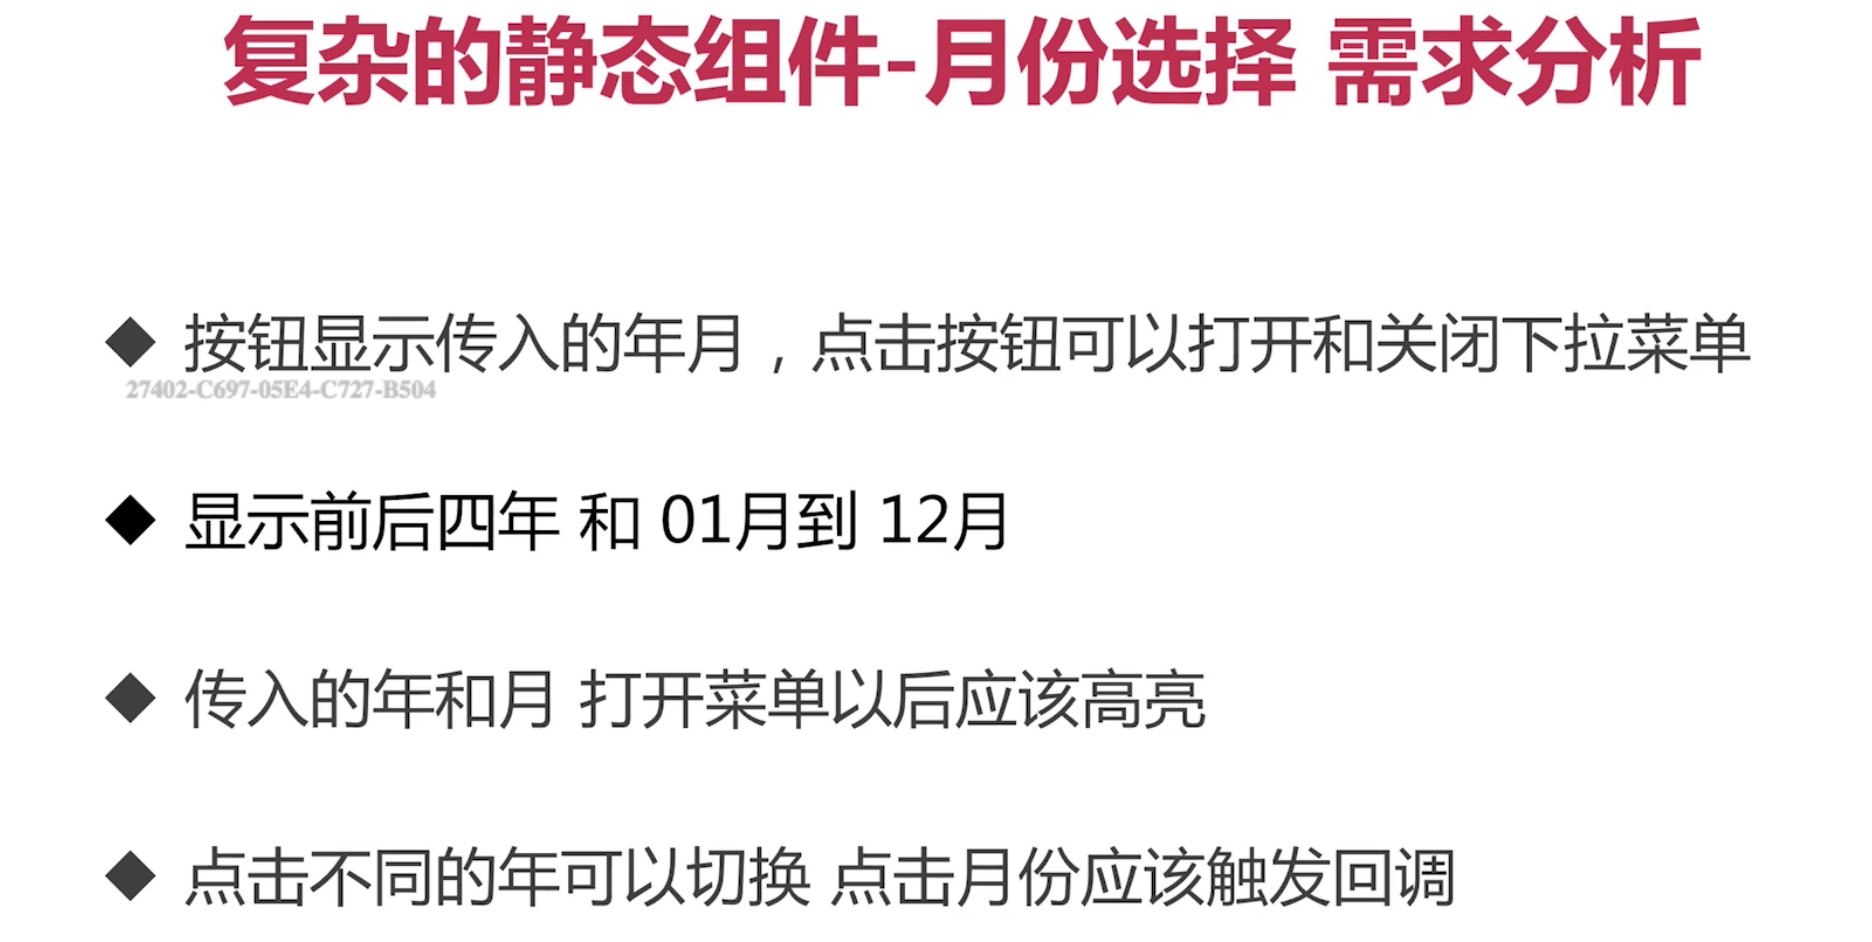 复杂的静态组件-月份选择 需求分析
◆ 按钮显示传入的年月，点击按钮可以打开和关闭下拉菜单
27402-C697-05E4-C727-B504
◆ 显示前后四年 和 01月到 12月
◆ 传入的年和月 打开菜单以后应该高亮
◆ 点击不同的年可以切换 点击月份应该触发回调